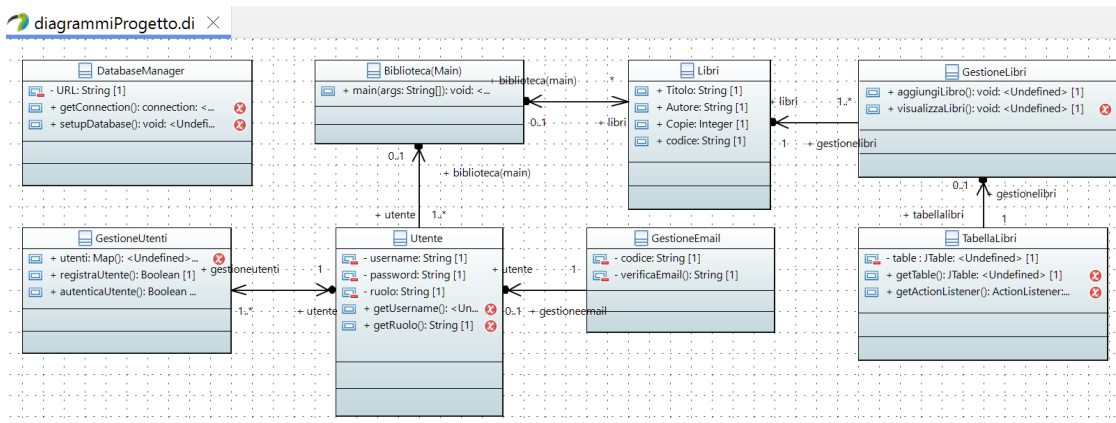 diagrammiProgetto.di
DatabaseManager
- URL: String [1]
+ getConnection(): connection: <...
+ setupDatabase(): void: <Undefi...
Biblioteca(Main)
+ main(args: String[]): void: <...
+ biblioteca(main)
*
0..1
+ libri
Libri
+ Titolo: String [1]
+ Autore: String [1]
+ Copie: Integer [1]
+ codice: String [1]
+ libri
1..*
1
+ gestionelibri
GestioneLibri
+ aggiungiLibro(): void: <Undefined> [1]
+ visualizzaLibri(): void: <Undefined> [1]
0..1
+ biblioteca(main)
+ utente
1..*
0..1
+ gestionelibri
+ tabellalibri
1
GestioneUtenti
+ utenti: Map(): <Undefined>...
+ registraUtente(): Boolean [1]
+ autenticaUtente(): Boolean ...
+ gestioneutenti
1
1..*
+ utente
Utente
- username: String [1]
- password: String [1]
- ruolo: String [1]
+ getUsername(): <Un...
+ getRuolo(): String [1]
+ utente
1
0..1
+ gestioneemail
GestioneEmail
- codice: String [1]
- verificaEmail(): String [1]
TabellaLibri
- table : JTable: <Undefined> [1]
+ getTable(): JTable: <Undefined> [1]
+ getActionListener(): ActionListener:...